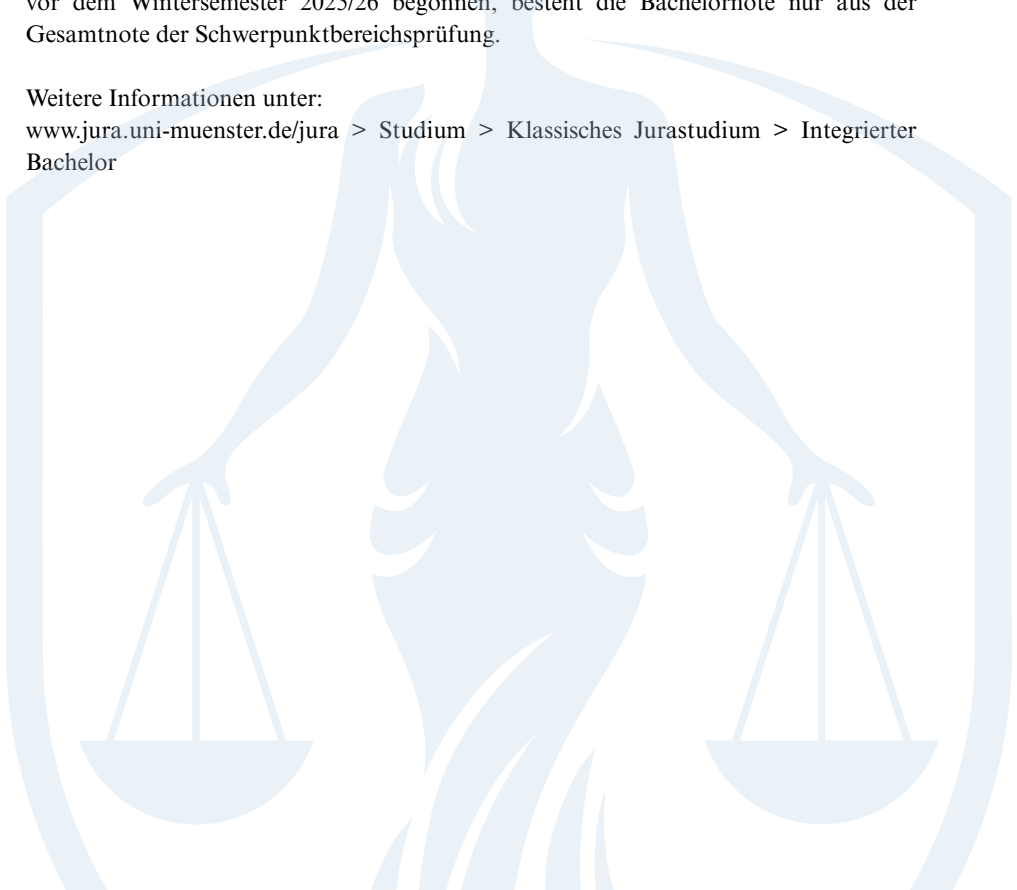 vor dem Wintersemester 2025/26 begonnen, besteht die Bachelornote nur aus der
Gesamtnote der Schwerpunktbereichsprüfung.
Weitere Informationen unter:
www.jura.uni-muenster.de/jura > Studium > Klassisches Jurastudium > Integrierter
Bachelor